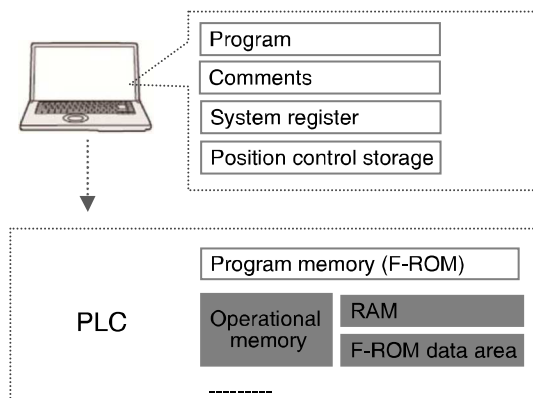 Program
Comments
System register
Position control storage
Program memory (F-ROM)
PLC
Operational
memory
RAM
F-ROM data area